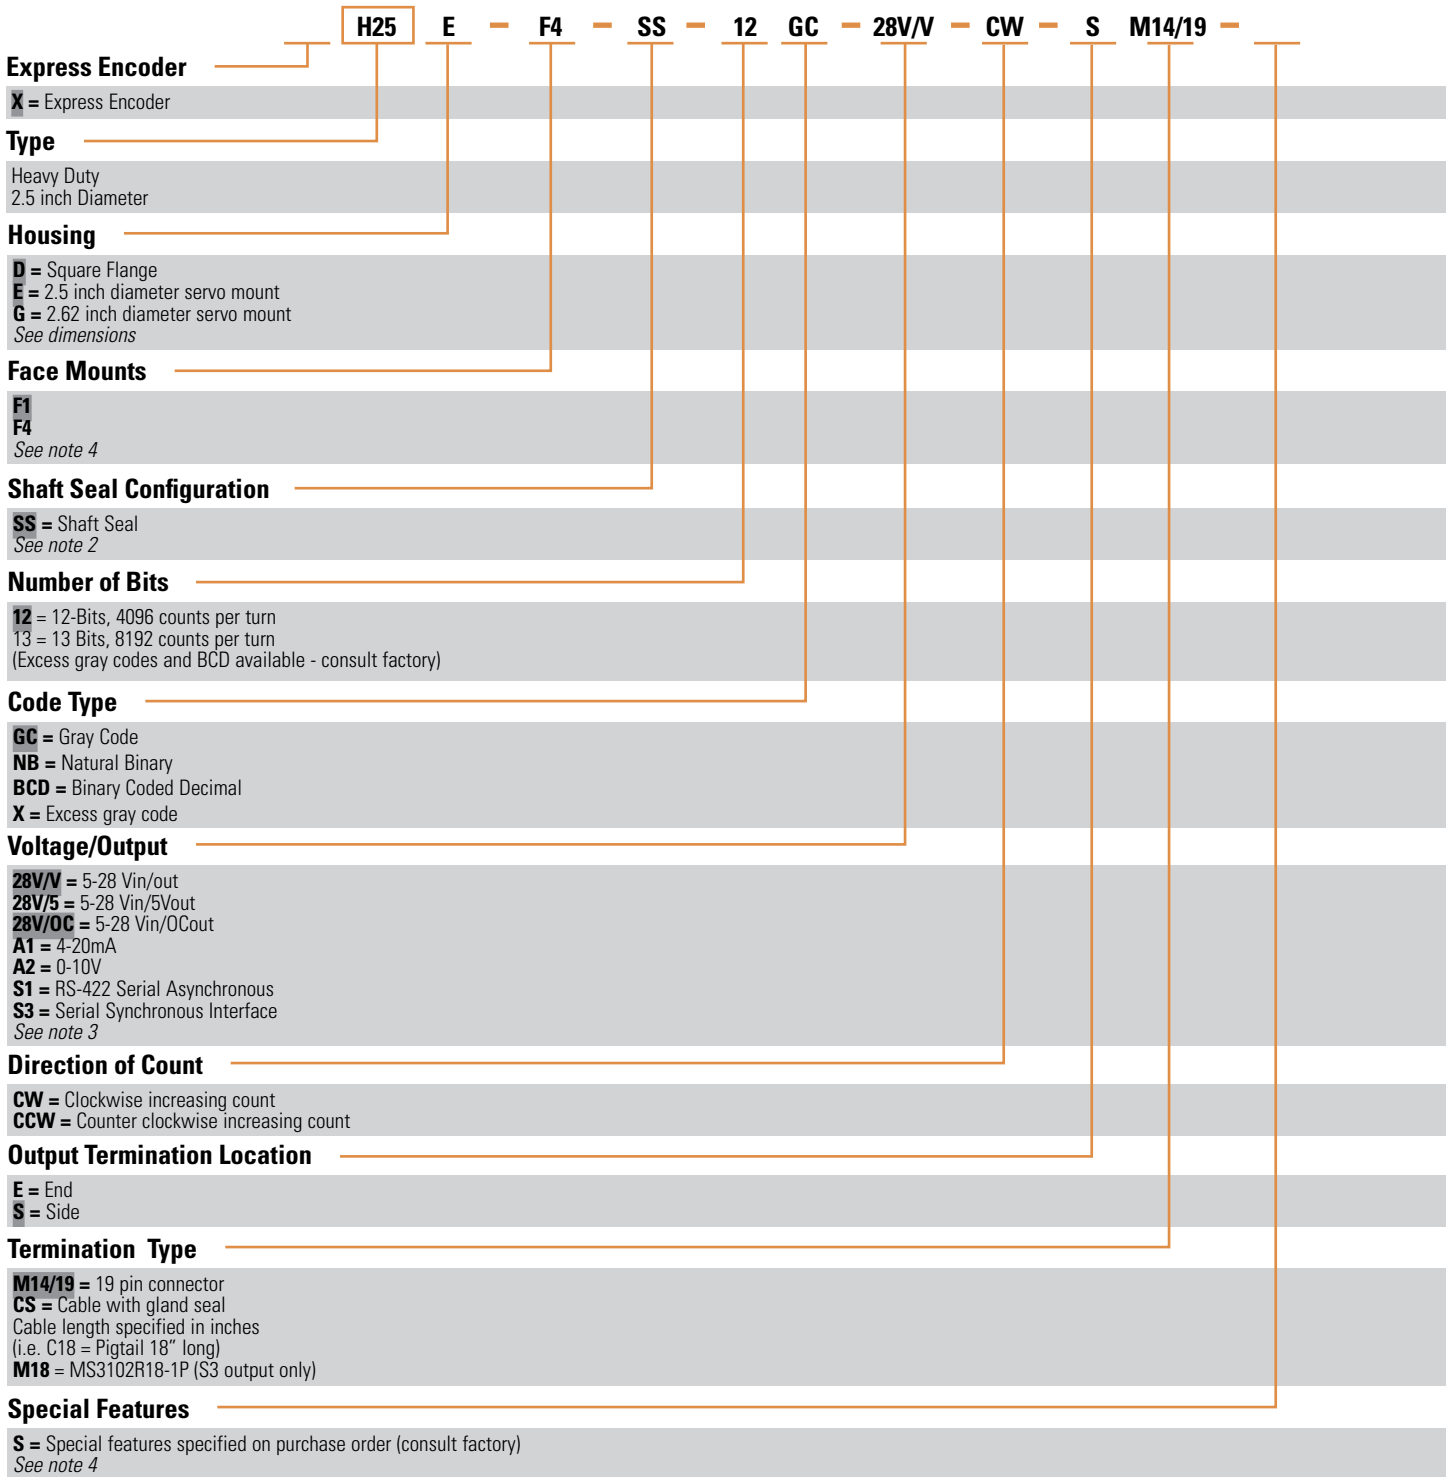 H25 E - F4 - SS - 12 GC - 28V/V - CW - S M14/19 -
Express Encoder
X = Express Encoder
Type
Heavy Duty
2.5 inch Diameter
Housing
D = Square Flange
E = 2.5 inch diameter servo mount
G = 2.62 inch diameter servo mount
See dimensions
Face Mounts
F1
F4
See note 4
Shaft Seal Configuration
SS = Shaft Seal
See note 2
Number of Bits
12 = 12-Bits, 4096 counts per turn
13 = 13 Bits, 8192 counts per turn
(Excess gray codes and BCD available - consult factory)
Code Type
GC = Gray Code
NB = Natural Binary
BCD = Binary Coded Decimal
X = Excess gray code
Voltage/Output
28V/V = 5-28 Vin/out
28V/5 = 5-28 Vin/5Vout
28V/OC = 5-28 Vin/OCout
A1 = 4-20mA
A2 = 0-10V
S1 = RS-422 Serial Asynchronous
S3 = Serial Synchronous Interface
See note 3
Direction of Count
CW = Clockwise increasing count
CCW = Counter clockwise increasing count
Output Termination Location
E = End
S = Side
Termination Type
M14/19 = 19 pin connector
CS = Cable with gland seal
Cable length specified in inches
(i.e. C18 = Pigtail 18” long)
M18 = MS3102R18-1P (S3 output only)
Special Features
S = Special features specified on purchase order (consult factory)
See note 4